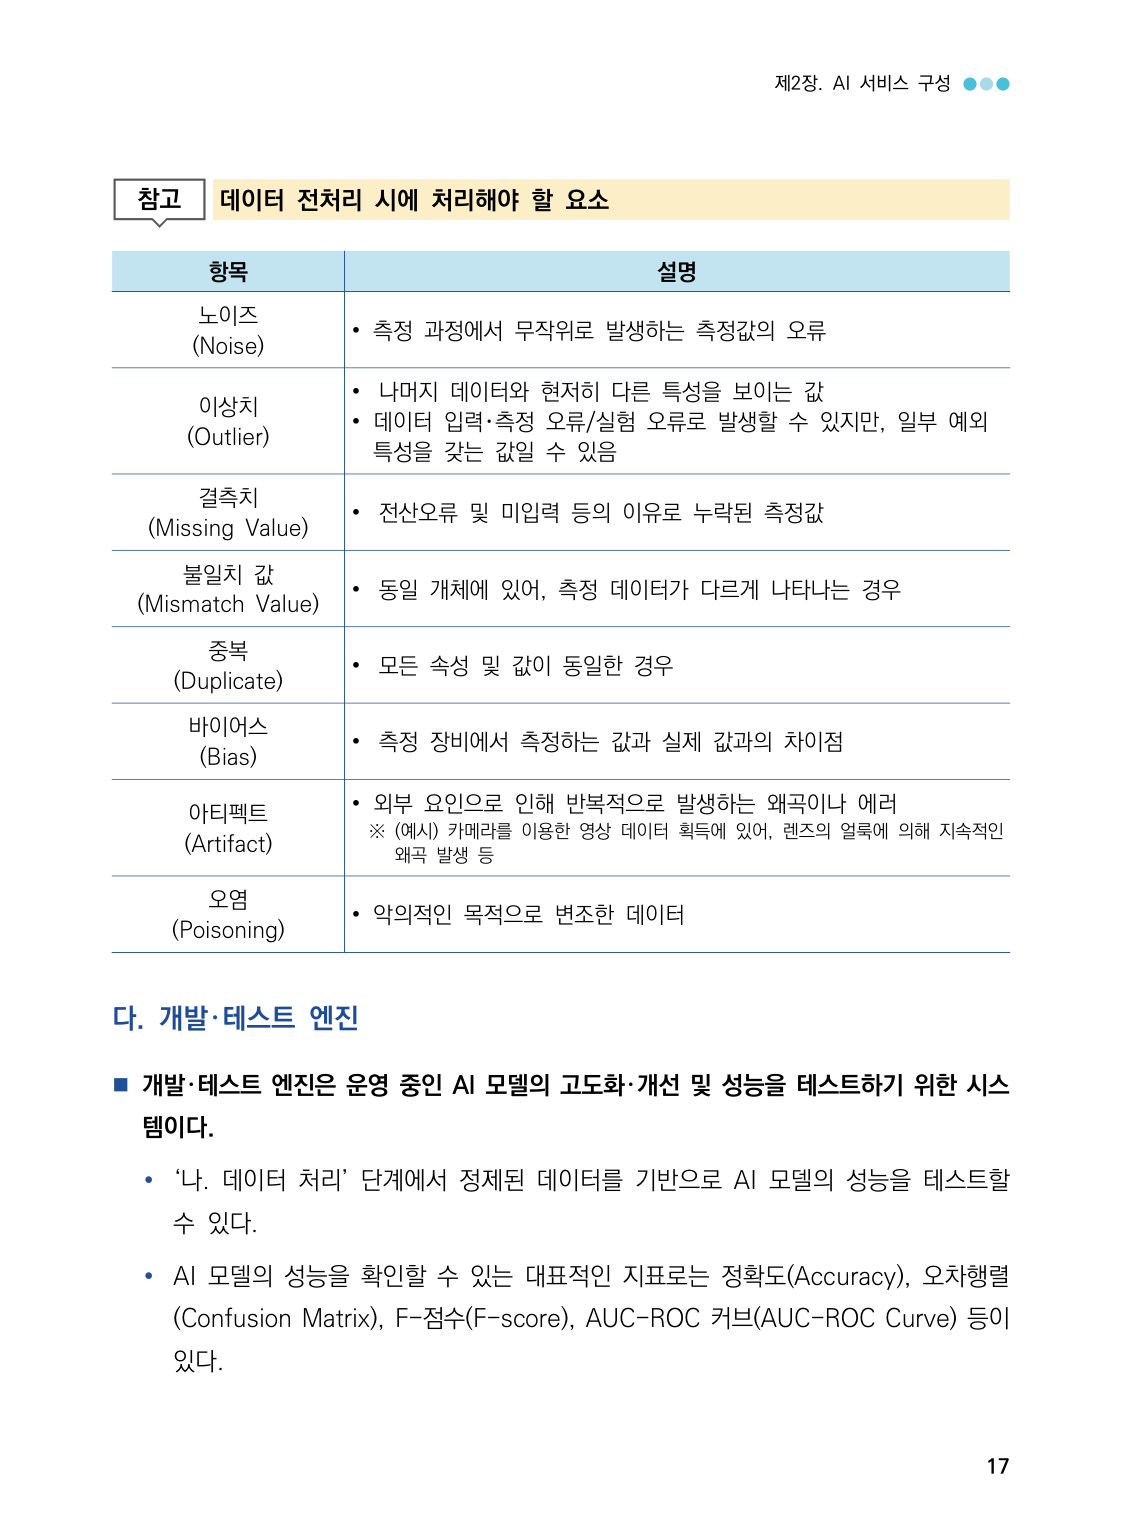 제2장. AI 서비스 구성
참고
데이터 전처리 시에 처리해야 할 요소
항목
설명
노이즈
(Noise)
• 측정 과정에서 무작위로 발생하는 측정값의 오류
이상치
(Outlier)
• 나머지 데이터와 현저히 다른 특성을 보이는 값
• 데이터 입력·측정 오류/실험 오류로 발생할 수 있지만, 일부 예외
특성을 갖는 값일 수 있음
결측치
(Missing Value)
• 전산오류 및 미입력 등의 이유로 누락된 측정값
불일치 값
(Mismatch Value)
• 동일 개체에 있어, 측정 데이터가 다르게 나타나는 경우
중복
(Duplicate)
• 모든 속성 및 값이 동일한 경우
바이어스
(Bias)
• 측정 장비에서 측정하는 값과 실제 값과의 차이점
아티펙트
(Artifact)
• 외부 요인으로 인해 반복적으로 발생하는 왜곡이나 에러
※ (예시) 카메라를 이용한 영상 데이터 획득에 있어, 렌즈의 얼룩에 의해 지속적인
왜곡 발생 등
오염
(Poisoning)
• 악의적인 목적으로 변조한 데이터
다. 개발·테스트 엔진
■ 개발·테스트 엔진은 운영 중인 AI 모델의 고도화·개선 및 성능을 테스트하기 위한 시스
템이다.
• ‘나. 데이터 처리’ 단계에서 정제된 데이터를 기반으로 AI 모델의 성능을 테스트할
수 있다.
• AI 모델의 성능을 확인할 수 있는 대표적인 지표로는 정확도(Accuracy), 오차행렬
(Confusion Matrix), F-점수(F-score), AUC-ROC 커브(AUC-ROC Curve) 등이
있다.
17